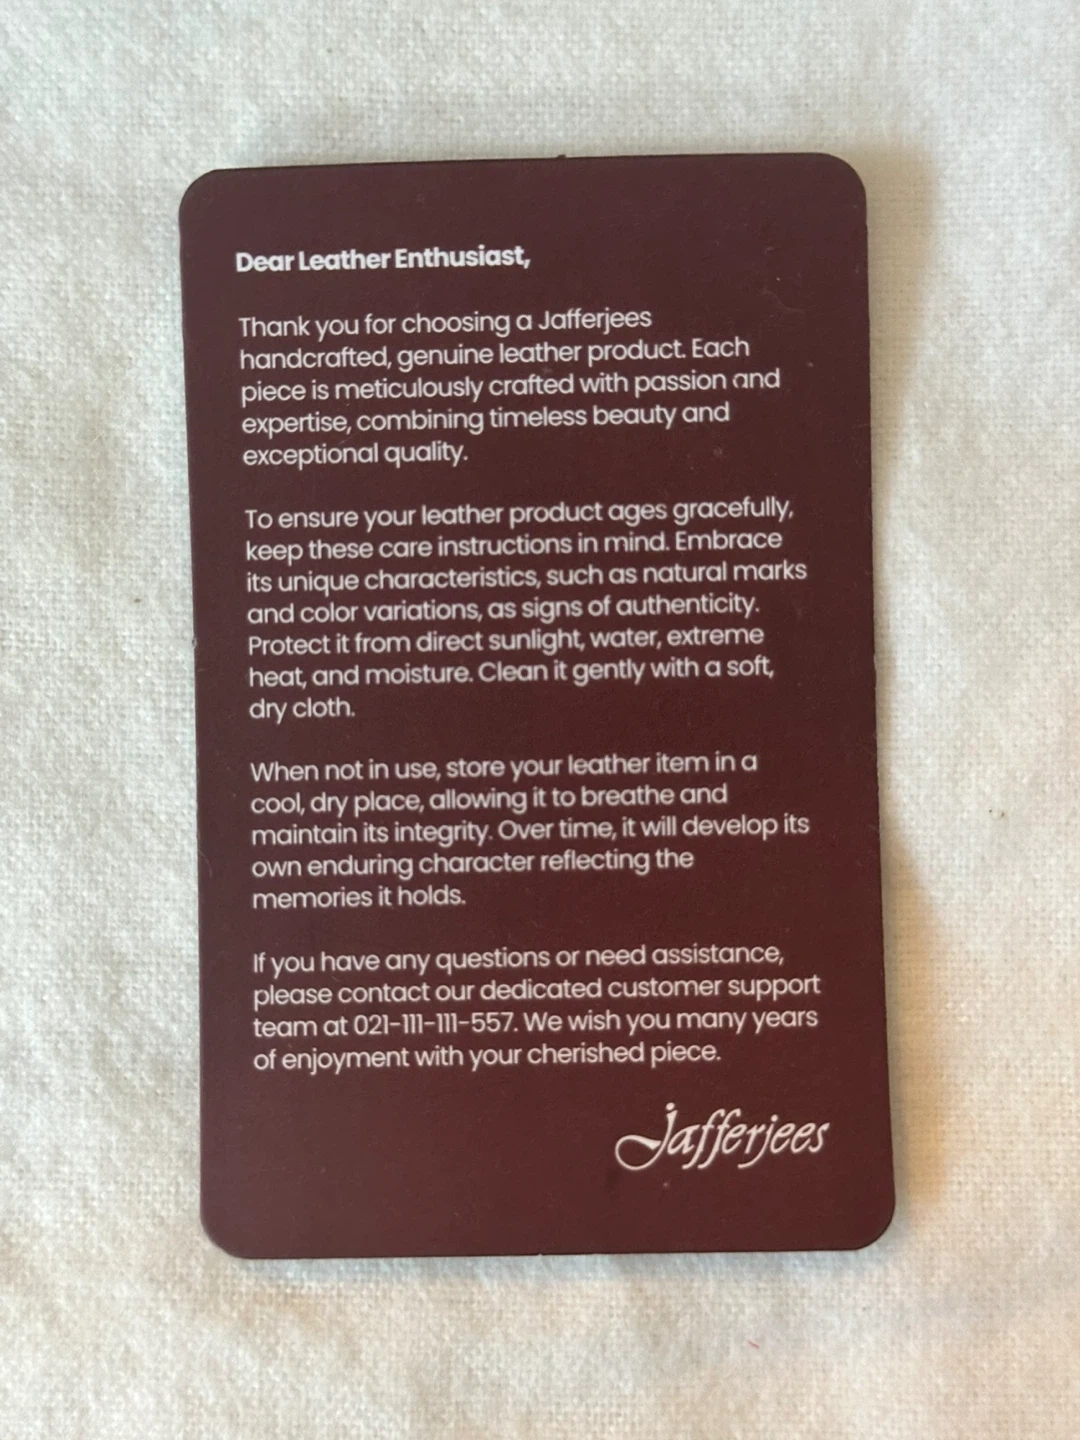 Dear Leather Enthusiast,
Thank you for choosing a Jafferjees
handcrafted, genuine leather product. Each
piece is meticulously crafted with passion and
expertise, combining timeless beauty and
exceptional quality.
To ensure your leather product ages gracefully,
keep these care instructions in mind. Embrace
its unique characteristics, such as natural marks
and color variations, as signs of authenticity.
Protect it from direct sunlight, water, extreme
heat, and moisture. Clean it gently with a soft,
dry cloth.
When not in use, store your leather item in a
cool, dry place, allowing it to breathe and
maintain its integrity. Over time, it will develop its
own enduring character reflecting the
memories it holds.
If you have any questions or need assistance,
please contact our dedicated customer support
team at 021-111-111-557. We wish you many years
of enjoyment with your cherished piece.
Jafferjees